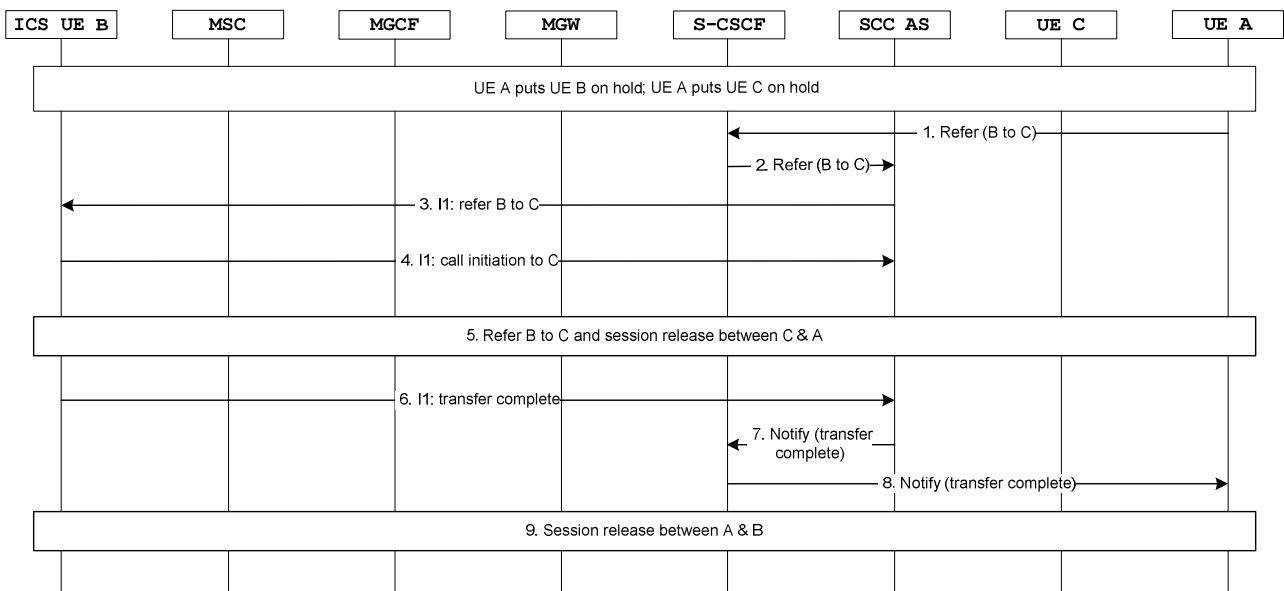 ICS UE B
MSC
MGCF
MGW
S-CSCF
SCC AS
UE C
UE A
UE A puts UE B on hold; UE A puts UE C on hold
1. Refer (B to C)
2. Refer (B to C)
3. I1: refer B to C
4. I1: call initiation to C
5. Refer B to C and session release between C & A
6. I1: transfer complete
7. Notify (transfer
complete)
8. Notify (transfer complete)
9. Session release between A & B